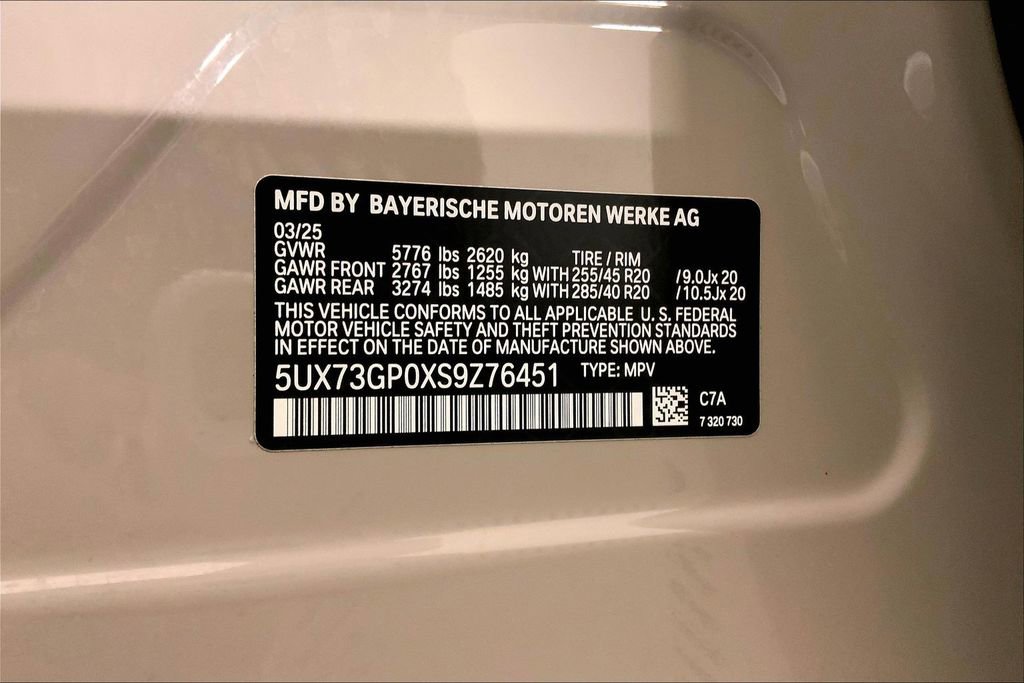 MFD BY BAYERISCHE MOTOREN WERKE AG
03/25
GVWR 5776 lbs 2620 kg TIRE / RIM
GAWR FRONT 2767 lbs 1255 kg WITH 255/45 R20 /9.0Jx 20
GAWR REAR 3274 lbs 1485 kg WITH 285/40 R20 /10.5Jx 20
THIS VEHICLE CONFORMS TO ALL APPLICABLE U. S. FEDERAL
MOTOR VEHICLE SAFETY AND THEFT PREVENTION STANDARDS
IN EFFECT ON THE DATE OF MANUFACTURE SHOWN ABOVE.
5UX73GP0XS9Z76451 TYPE: MPV
C7A
7 320 730